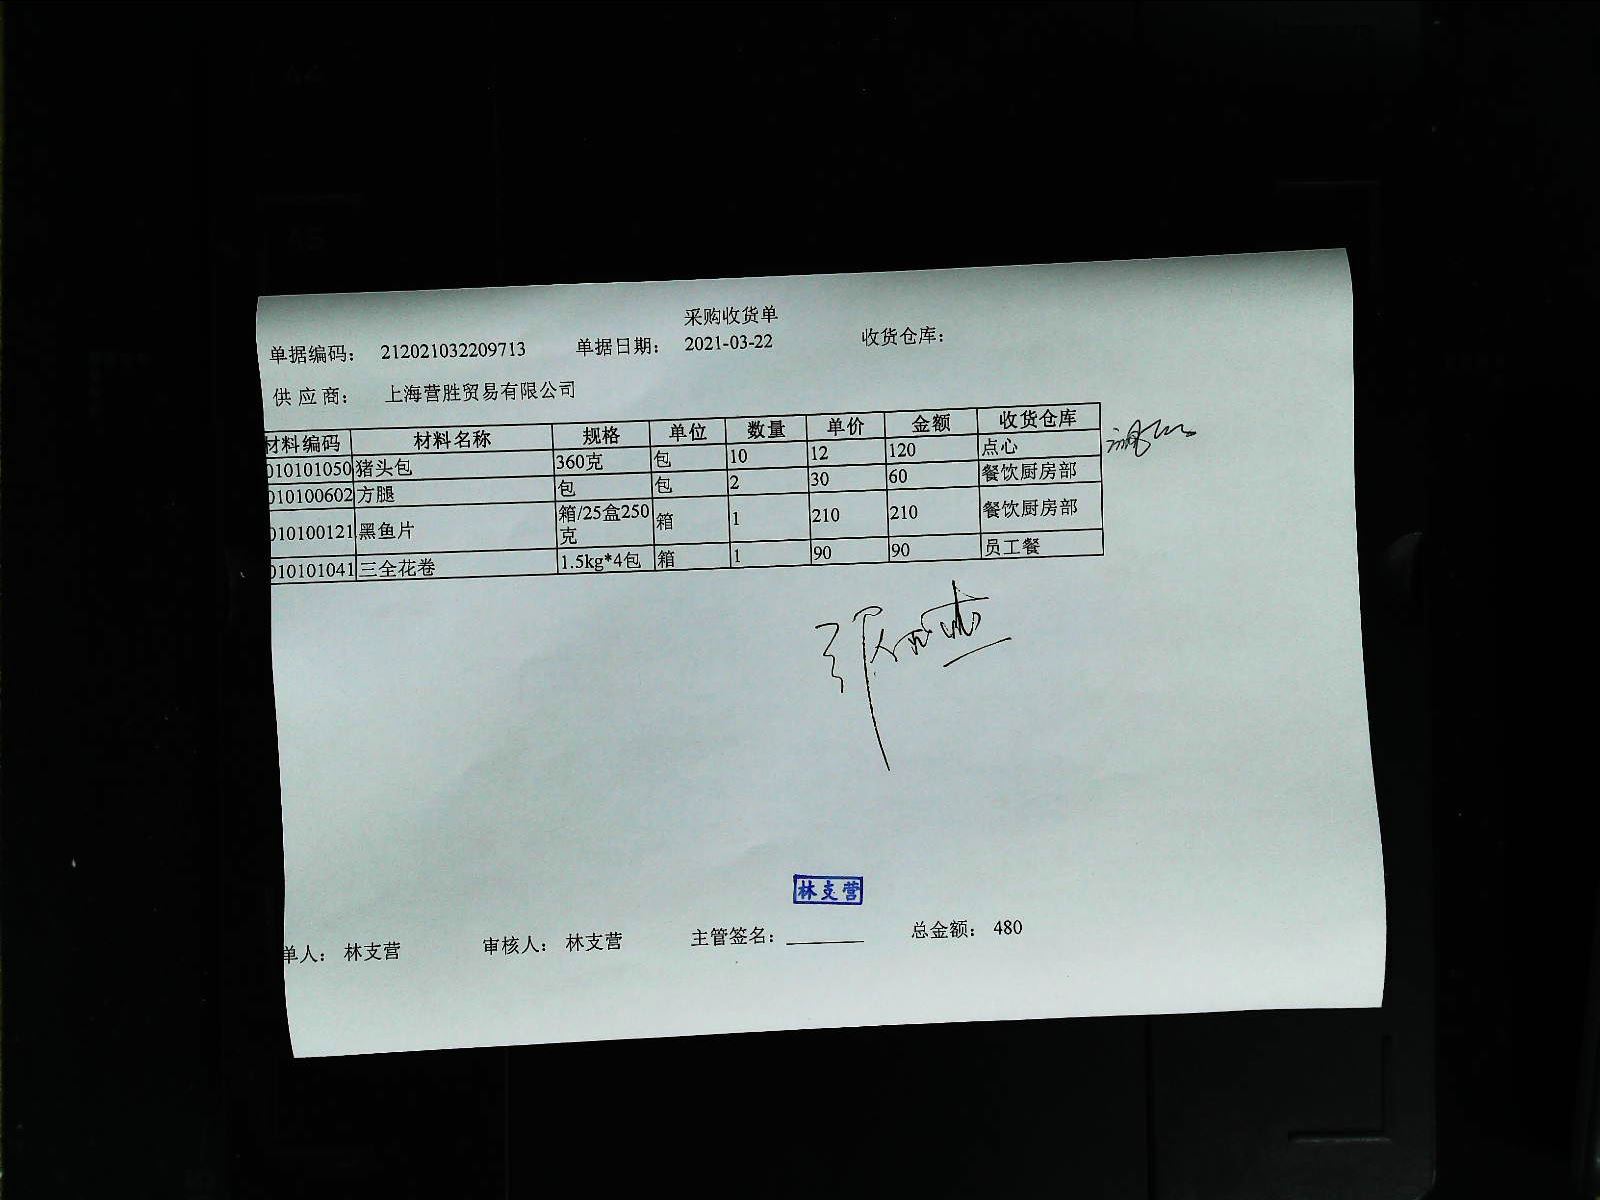 采购收货单
单据编码： 212021032209713 单据日期： 2021-03-22 收货仓库：
供 应 商： 上海营胜贸易有限公司
材料编码 材料名称 规格 单位 数量 单价 金额 收货仓库
010101050 猪头包 360克 包 10 12 120 点心
010100602 方腿 包 包 2 30 60 餐饮厨房部
010100121 黑鱼片 箱/25盒250克 箱 1 210 210 餐饮厨房部
010101041 三全花卷 1.5kg*4包 箱 1 90 90 员工餐
林支营
单人： 林支营 审核人： 林支营 主管签名： 总金额： 480